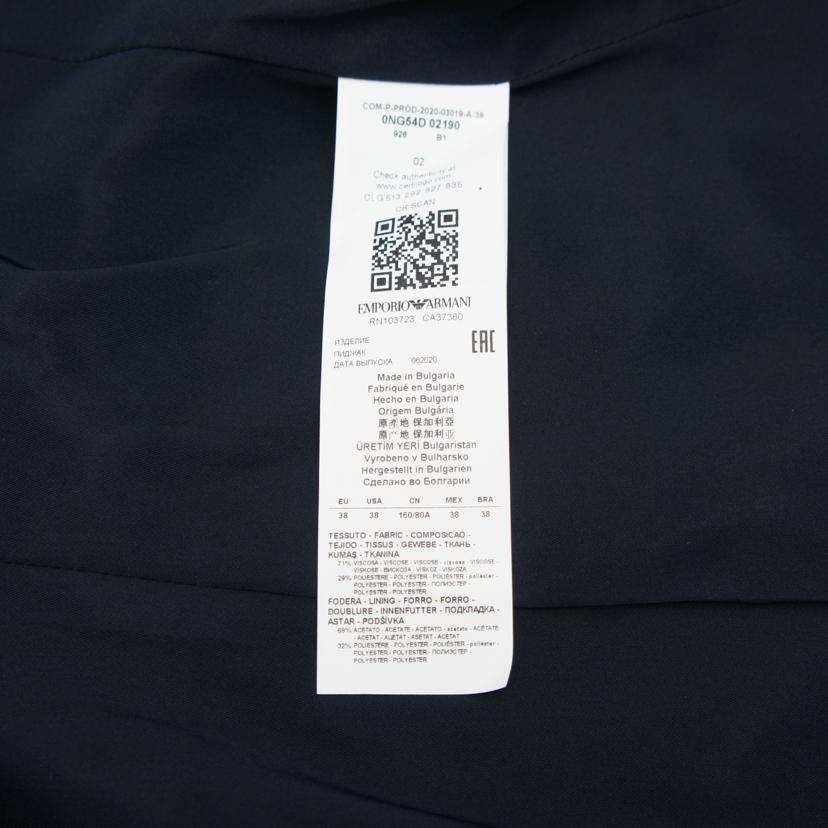 COM-P-PROD-2020-03019-A-38
0NG54D 02190
926 B1
02
Check authenticity at
www.certilogo.com
CLG 513 292 927 835
OR SCAN
EMPORIO ARMANI
RN103723 CA37360
ИЗДЕЛИЕ
ПИДЖАК
ДАТА ВЫПУСКА 062020
EAC
Made in Bulgaria
Fabriqué en Bulgarie
Hecho en Bulgaria
Origem Bulgária
原產地 保加利亞
原产地 保加利亚
ÜRETİM YERİ Bulgaristan
Vyrobeno v Bulharsko
Hergestellt in Bulgarien
Сделано во Болгарии
EU USA CN MEX BRA
38 38 160/80A 38 38
TESSUTO - FABRIC - COMPOSICAO -
TEJIDO - TISSUS - GEWEBE - ТКАНЬ -
KUMAŞ - TKANINA
71% VISCOSA - VISCOSE - VISCOSE - viscosa - VISCOSE -
VISKOSE - ВИСКОЗА - VİSKOZ - VISKÓZA
29% POLIESTERE - POLYESTER - POLIÉSTER - poliéster -
POLYESTER - POLYESTER - ПОЛИЭСТЕР -
POLYESTER - POLYESTER
FODERA - LINING - FORRO - FORRO -
DOUBLURE - INNENFUTTER - ПОДКЛАДКА -
ASTAR - PODŠÍVKA
68% ACETATO - ACETATE - ACETATO - acetato - ACÉTATE
- ACETAT - АЦЕТАТ - ASETAT - ACETAT
32% POLIESTERE - POLYESTER - POLIÉSTER - poliéster -
POLYESTER - POLYESTER - ПОЛИЭСТЕР -
POLYESTER - POLYESTER